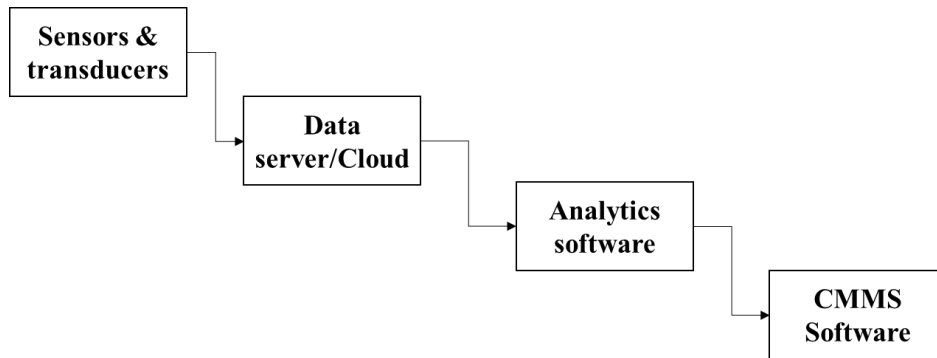 Sensors &
transducers
Data
server/Cloud
Analytics
software
CMMS
Software